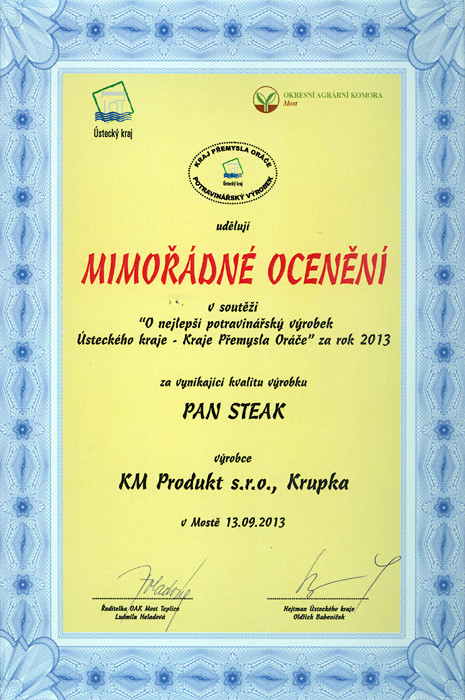 Ústecký kraj
OKRESNÍ AGRÁRNÍ KOMORA
Most
KRAJ PŘEMYSLA ORÁČE
Ústecký kraj
POTRAVINÁŘSKÝ VÝROBEK
udělují
MIMOŘÁDNÉ OCENĚNÍ
v soutěži
"O nejlepší potravinářský výrobek
Ústeckého kraje - Kraje Přemysla Oráče" za rok 2013
za vynikající kvalitu výrobku
PAN STEAK
výrobce
KM Produkt s.r.o., Krupka
v Mostě 13.09.2013
Ředitelka OAK Most Teplice
Ludmila Holadová
Hejtman Ústeckého kraje
Oldřich Bubeníček